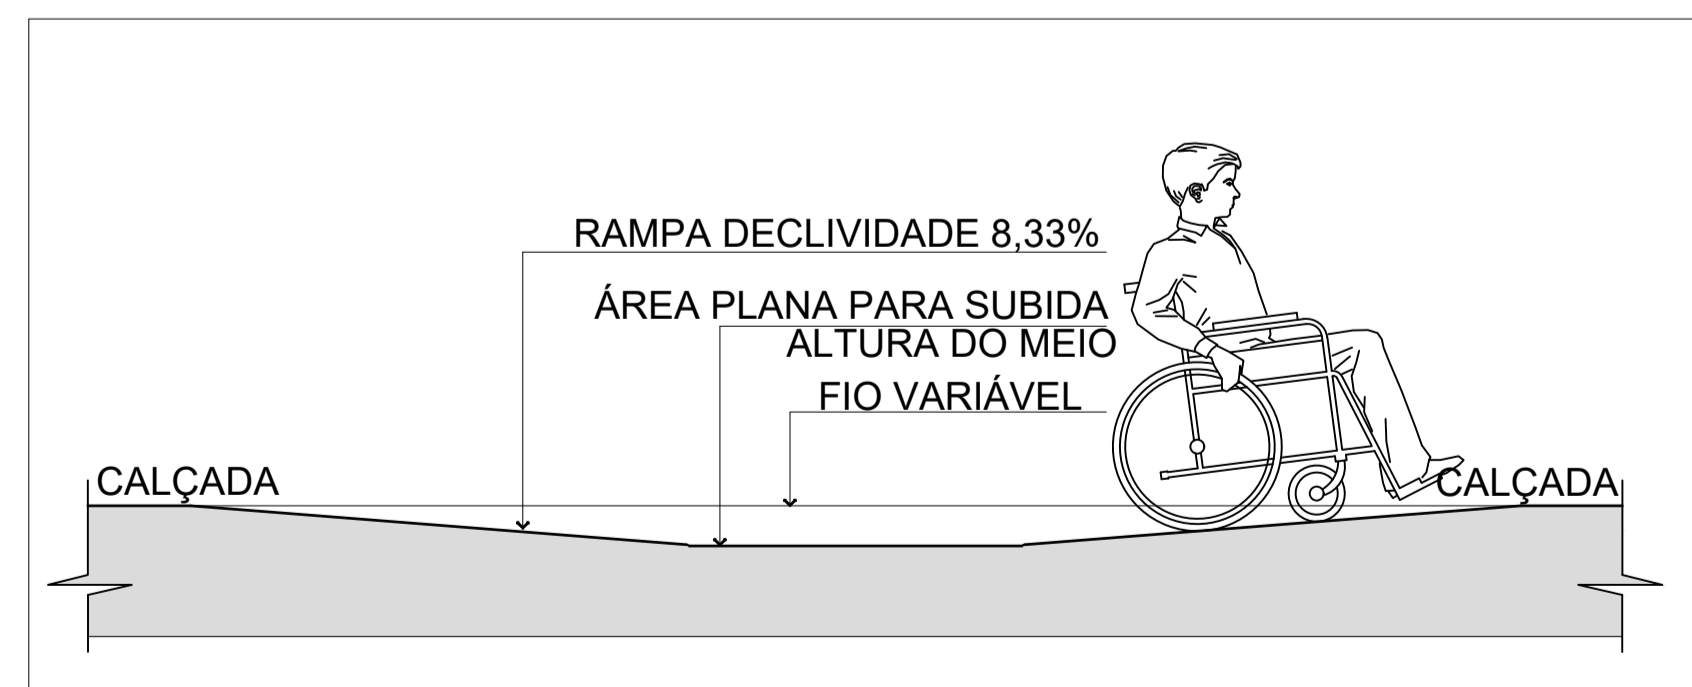 RAMPA DECLIVIDADE 8,33%
ÁREA PLANA PARA SUBIDA
ALTURA DO MEIO
FIO VARIÁVEL
CALÇADA
CALÇADA